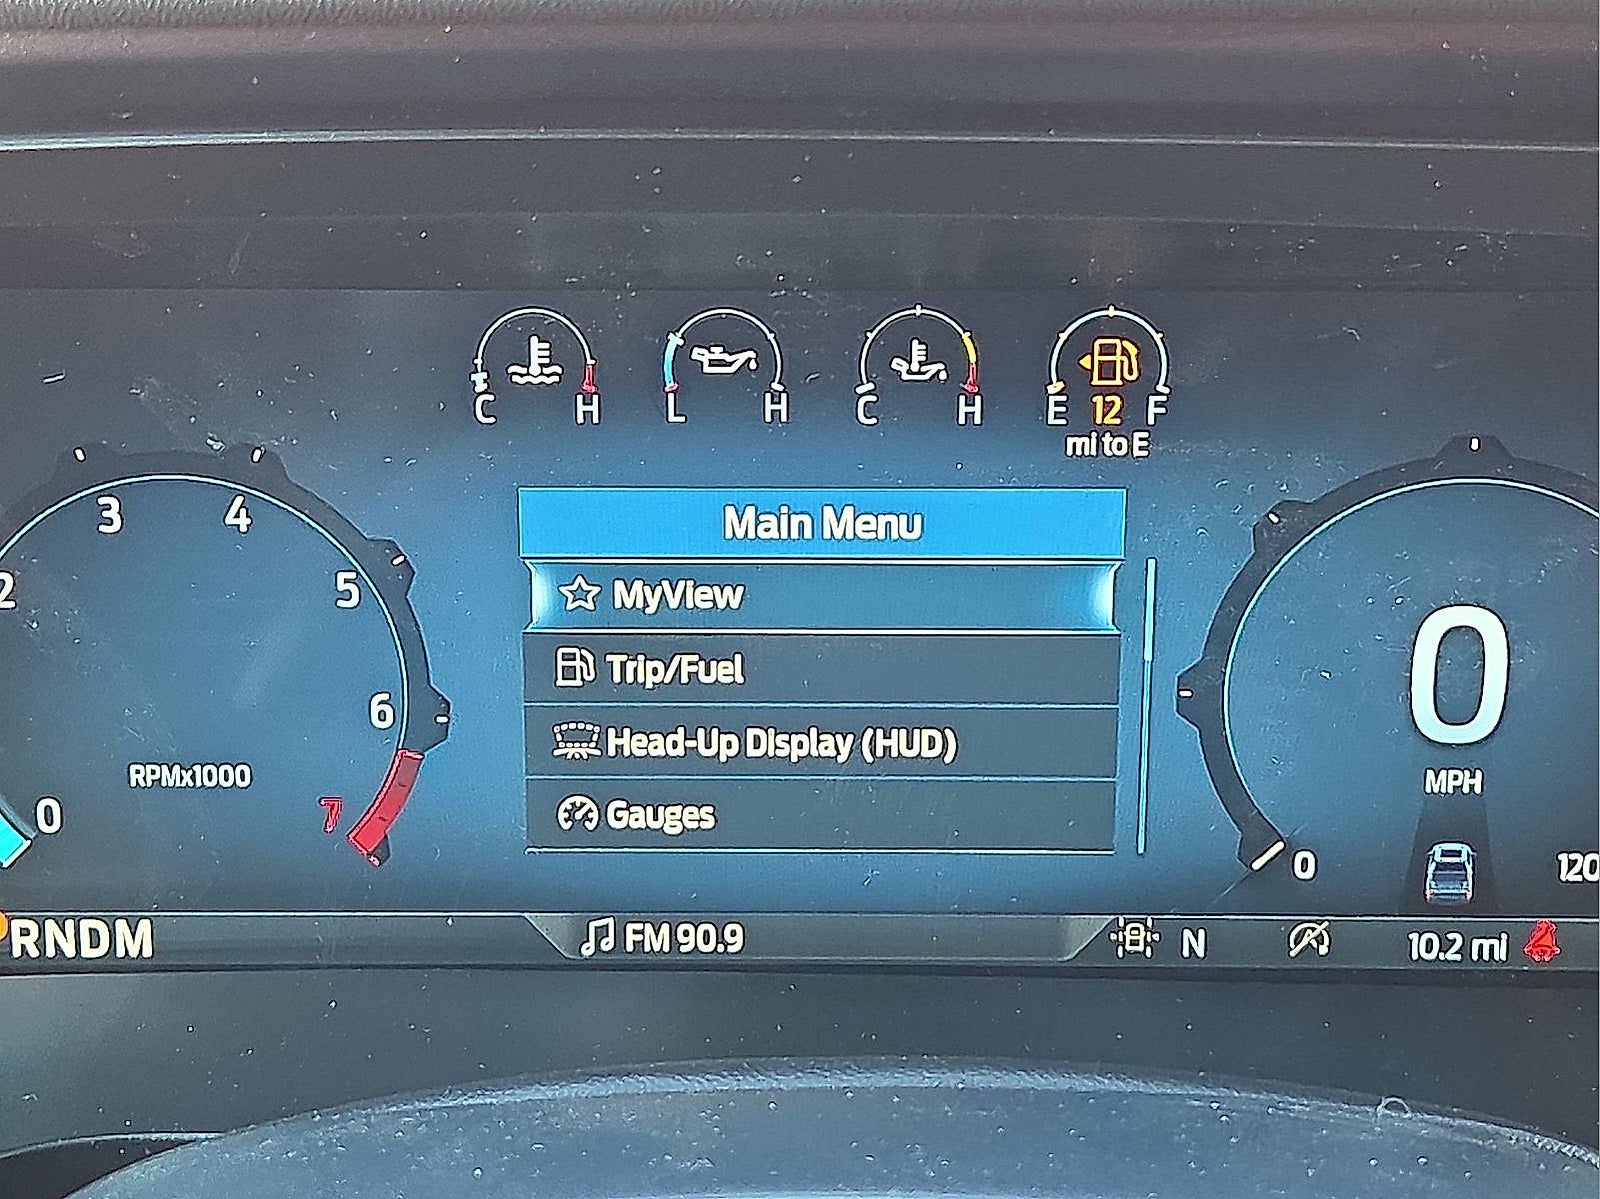 C H L H C H E 12 F
mi to E
2 3 4 5 6 7 0
RPMx1000
Main Menu
MyView
Trip/Fuel
Head-Up Display (HUD)
Gauges
0
MPH
0 120
PRNDM
FM 90.9
N
10.2 mi